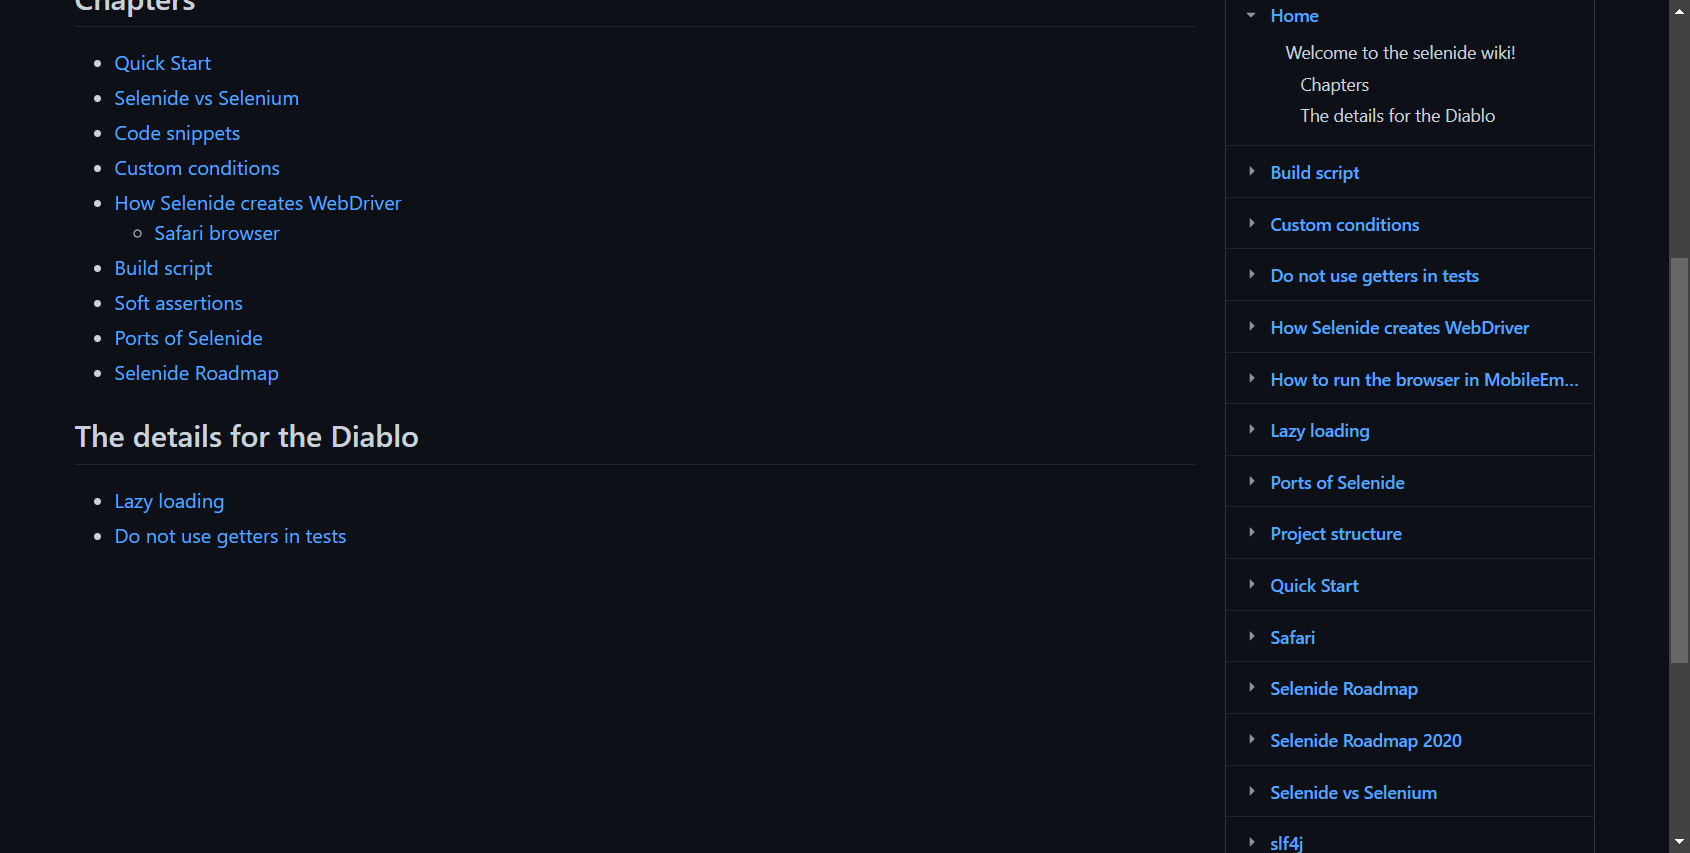 Chapters
Quick Start
Selenide vs Selenium
Code snippets
Custom conditions
How Selenide creates WebDriver
Safari browser
Build script
Soft assertions
Ports of Selenide
Selenide Roadmap
The details for the Diablo
Lazy loading
Do not use getters in tests
Home
Welcome to the selenide wiki!
Chapters
The details for the Diablo
Build script
Custom conditions
Do not use getters in tests
How Selenide creates WebDriver
How to run the browser in MobileEm...
Lazy loading
Ports of Selenide
Project structure
Quick Start
Safari
Selenide Roadmap
Selenide Roadmap 2020
Selenide vs Selenium
slf4j